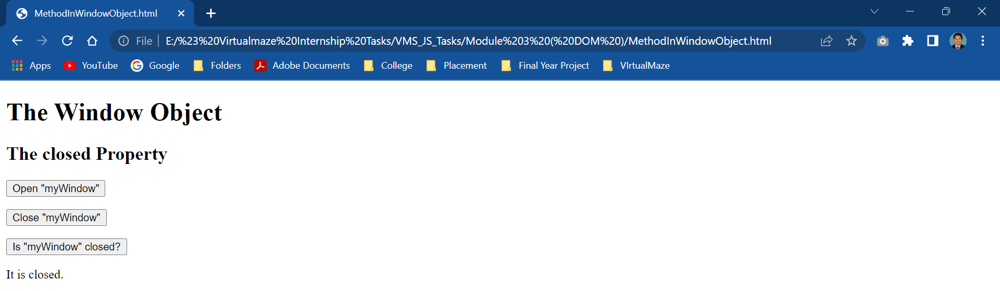 MethodInWindowObject.html
File E:/%23%20Virtualmaze%20Internship%20Tasks/VMS_JS_Tasks/Module%203%20(%20DOM%20)/MethodInWindowObject.html
Apps YouTube Google Folders Adobe Documents College Placement Final Year Project VIrtualMaze
The Window Object
The closed Property
Open "myWindow"
Close "myWindow"
Is "myWindow" closed?
It is closed.